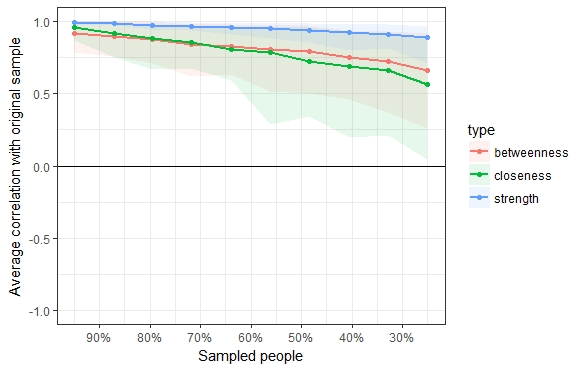 Average correlation with original sample
1.0
0.5
0.0
-0.5
-1.0
90% 80% 70% 60% 50% 40% 30%
Sampled people
type
betweenness
closeness
strength